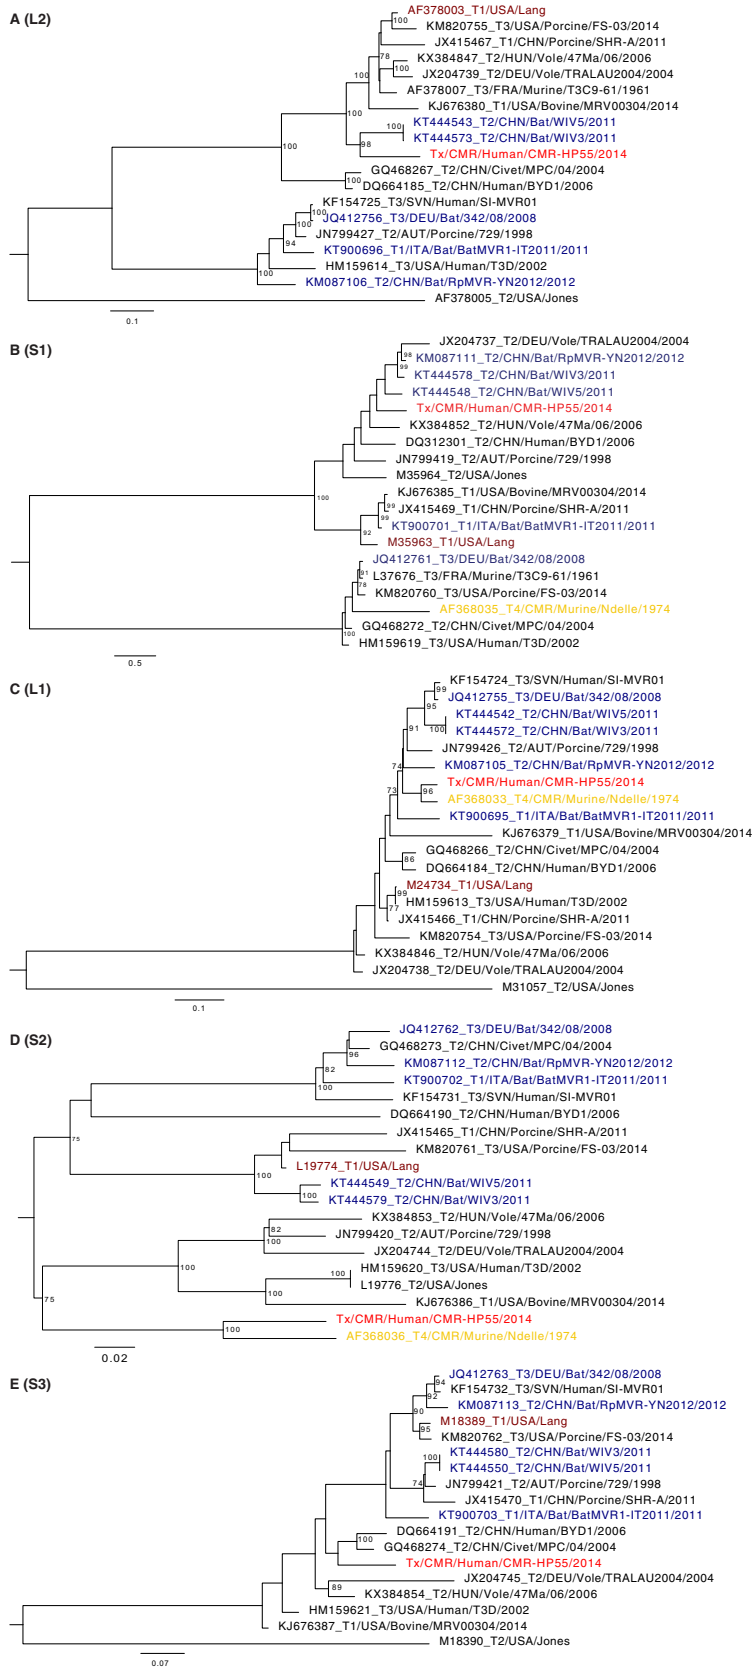 A (L2)
AF378003_T1/USA/Lang
100
KM820755_T3/USA/Porcine/FS-03/2014
JX415467_T1/CHN/Porcine/SHR-A/2011
78
KX384847_T2/HUN/Vole/47Ma/06/2006
100
JX204739_T2/DEU/Vole/TRALAU2004/2004
100
AF378007_T3/FRA/Murine/T3C9-61/1961
KJ676380_T1/USA/Bovine/MRV00304/2014
100
KT444543_T2/CHN/Bat/WIV5/2011
100
KT444573_T2/CHN/Bat/WIV3/2011
98
100
Tx/CMR/Human/CMR-HP55/2014
GQ468267_T2/CHN/Civet/MPC/04/2004
100
DQ664185_T2/CHN/Human/BYD1/2006
KF154725_T3/SVN/Human/SI-MVR01
100
JQ412756_T3/DEU/Bat/342/08/2008
100
JN799427_T2/AUT/Porcine/729/1998
94
KT900696_T1/ITA/Bat/BatMVR1-IT2011/2011
HM159614_T3/USA/Human/T3D/2002
100
KM087106_T2/CHN/Bat/RpMVR-YN2012/2012
AF378005_T2/USA/Jones
0.1
B (S1)
JX204737_T2/DEU/Vole/TRALAU2004/2004
98
KM087111_T2/CHN/Bat/RpMVR-YN2012/2012
99
KT444578_T2/CHN/Bat/WIV3/2011
KT444548_T2/CHN/Bat/WIV5/2011
Tx/CMR/Human/CMR-HP55/2014
KX384852_T2/HUN/Vole/47Ma/06/2006
DQ312301_T2/CHN/Human/BYD1/2006
JN799419_T2/AUT/Porcine/729/1998
M35964_T2/USA/Jones
100
KJ676385_T1/USA/Bovine/MRV00304/2014
99
JX415469_T1/CHN/Porcine/SHR-A/2011
99
KT900701_T1/ITA/Bat/BatMVR1-IT2011/2011
92
M35963_T1/USA/Lang
JQ412761_T3/DEU/Bat/342/08/2008
91
L37676_T3/FRA/Murine/T3C9-61/1961
78
KM820760_T3/USA/Porcine/FS-03/2014
AF368035_T4/CMR/Murine/Ndelle/1974
GQ468272_T2/CHN/Civet/MPC/04/2004
100
HM159619_T3/USA/Human/T3D/2002
0.5
C (L1)
KF154724_T3/SVN/Human/SI-MVR01
99
JQ412755_T3/DEU/Bat/342/08/2008
95
KT444542_T2/CHN/Bat/WIV5/2011
91
100
KT444572_T2/CHN/Bat/WIV3/2011
JN799426_T2/AUT/Porcine/729/1998
74
KM087105_T2/CHN/Bat/RpMVR-YN2012/2012
Tx/CMR/Human/CMR-HP55/2014
73
96
AF368033_T4/CMR/Murine/Ndelle/1974
KT900695_T1/ITA/Bat/BatMVR1-IT2011/2011
KJ676379_T1/USA/Bovine/MRV00304/2014
GQ468266_T2/CHN/Civet/MPC/04/2004
86
DQ664184_T2/CHN/Human/BYD1/2006
M24734_T1/USA/Lang
99
HM159613_T3/USA/Human/T3D/2002
77
JX415466_T1/CHN/Porcine/SHR-A/2011
KM820754_T3/USA/Porcine/FS-03/2014
KX384846_T2/HUN/Vole/47Ma/06/2006
JX204738_T2/DEU/Vole/TRALAU2004/2004
M31057_T2/USA/Jones
0.1
D (S2)
JQ412762_T3/DEU/Bat/342/08/2008
GQ468273_T2/CHN/Civet/MPC/04/2004
96
KM087112_T2/CHN/Bat/RpMVR-YN2012/2012
82
KT900702_T1/ITA/Bat/BatMVR1-IT2011/2011
100
KF154731_T3/SVN/Human/SI-MVR01
DQ664190_T2/CHN/Human/BYD1/2006
JX415465_T1/CHN/Porcine/SHR-A/2011
75
KM820761_T3/USA/Porcine/FS-03/2014
L19774_T1/USA/Lang
100
KT444549_T2/CHN/Bat/WIV5/2011
100
KT444579_T2/CHN/Bat/WIV3/2011
KX384853_T2/HUN/Vole/47Ma/06/2006
82
JN799420_T2/AUT/Porcine/729/1998
100
JX204744_T2/DEU/Vole/TRALAU2004/2004
100
HM159620_T3/USA/Human/T3D/2002
100
L19776_T2/USA/Jones
100
KJ676386_T1/USA/Bovine/MRV00304/2014
75
Tx/CMR/Human/CMR-HP55/2014
100
AF368036_T4/CMR/Murine/Ndelle/1974
0.02
E (S3)
JQ412763_T3/DEU/Bat/342/08/2008
94
KF154732_T3/SVN/Human/SI-MVR01
92
KM087113_T2/CHN/Bat/RpMVR-YN2012/2012
90
M18389_T1/USA/Lang
95
KM820762_T3/USA/Porcine/FS-03/2014
KT444580_T2/CHN/Bat/WIV3/2011
100
KT444550_T2/CHN/Bat/WIV5/2011
74
JN799421_T2/AUT/Porcine/729/1998
JX415470_T1/CHN/Porcine/SHR-A/2011
KT900703_T1/ITA/Bat/BatMVR1-IT2011/2011
DQ664191_T2/CHN/Human/BYD1/2006
100
GQ468274_T2/CHN/Civet/MPC/04/2004
Tx/CMR/Human/CMR-HP55/2014
JX204745_T2/DEU/Vole/TRALAU2004/2004
89
KX384854_T2/HUN/Vole/47Ma/06/2006
HM159621_T3/USA/Human/T3D/2002
KJ676387_T1/USA/Bovine/MRV00304/2014
M18390_T2/USA/Jones
0.07